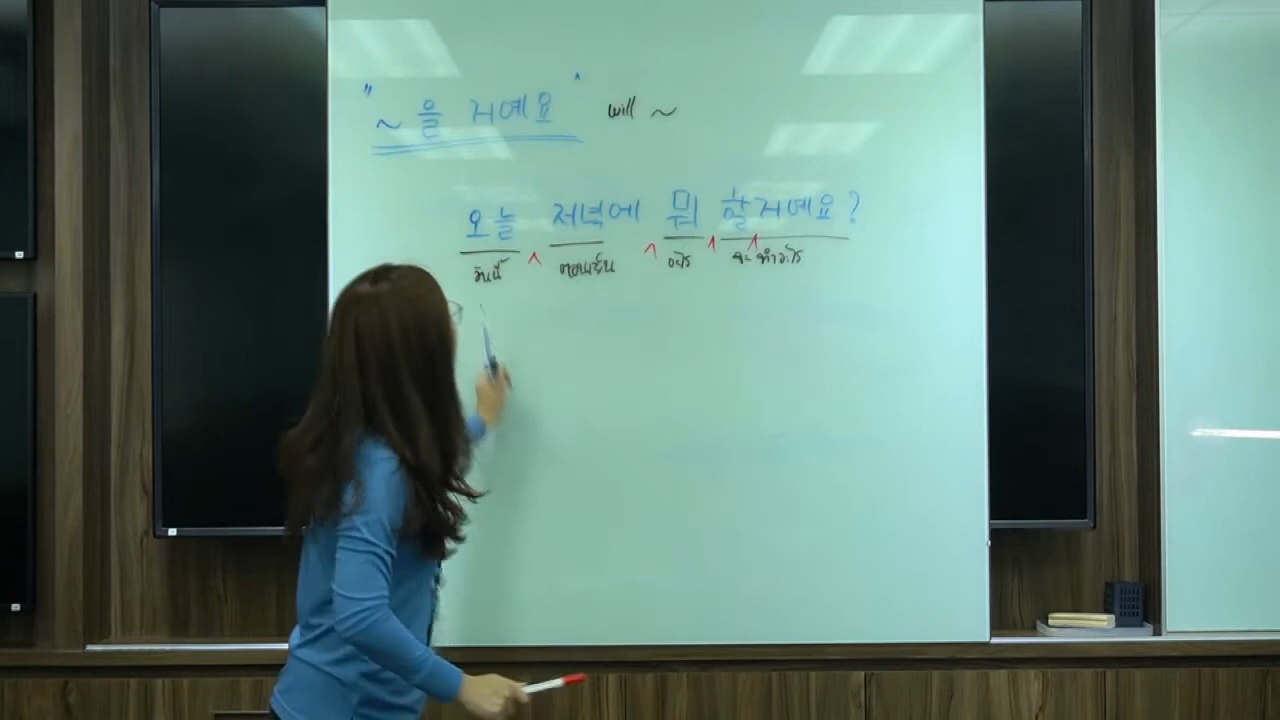 "~을 거예요" will ~
오늘 저녁에 뭐 할거예요?
วันนี้ ตอนเย็น อะไร จะ ทำอะไร